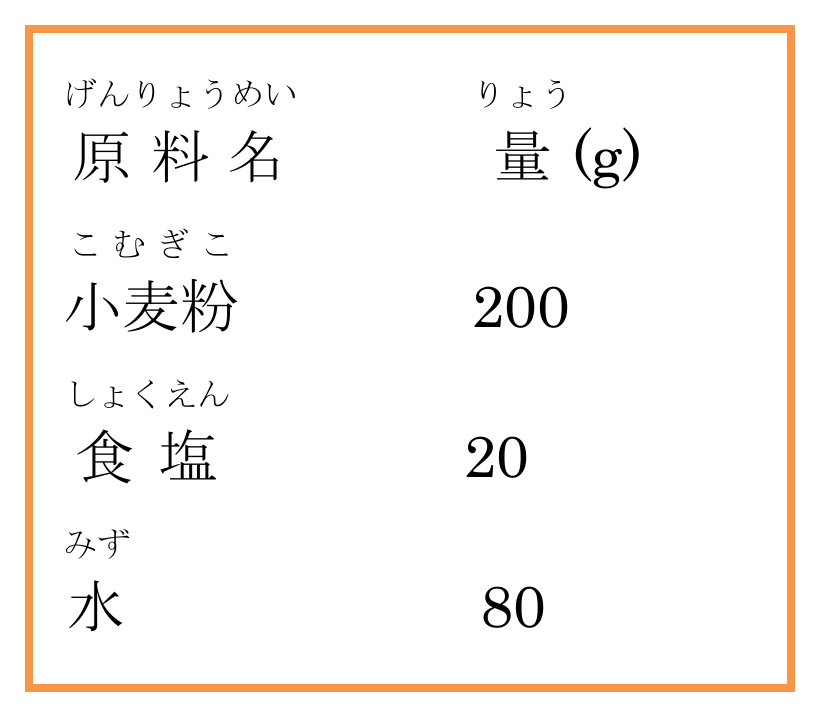 げんりょうめい りょう
原料名 量 (g)
こむぎこ
小麦粉 200
しょくえん
食塩 20
みず
水 80